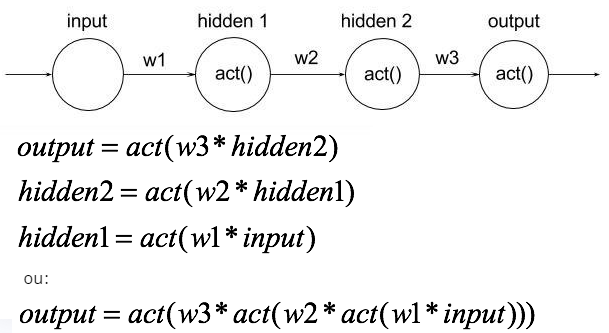 input hidden 1 hidden 2 output
w1 w2 w3
act() act() act()
output = act(w3 * hidden2)
hidden2 = act(w2 * hidden1)
hidden1 = act(w1 * input)
ou:
output = act(w3 * act(w2 * act(w1 * input)))